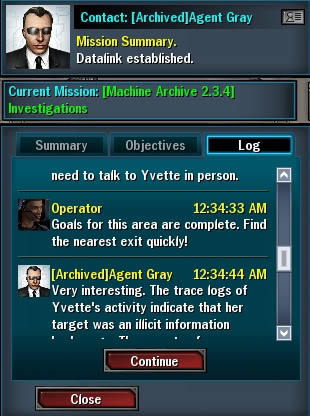 Contact: [Archived]Agent Gray
Mission Summary.
Datalink established.
Current Mission: [Machine Archive 2.3.4]
Investigations
Summary
Objectives
Log
need to talk to Yvette in person.
Operator 12:34:33 AM
Goals for this area are complete. Find
the nearest exit quickly!
[Archived]Agent Gray 12:34:44 AM
Very interesting. The trace logs of
Yvette's activity indicate that her
target was an illicit information
Continue
Close